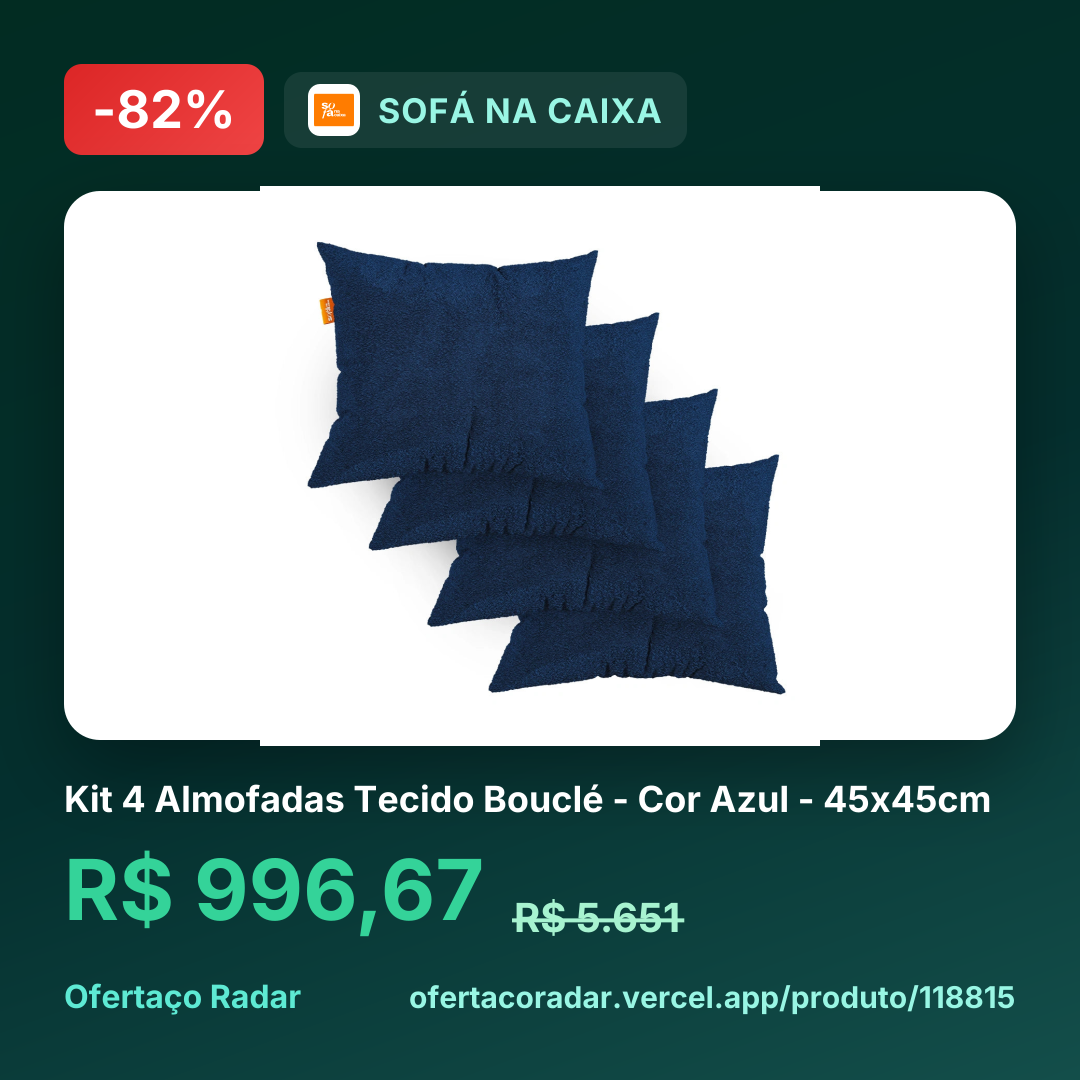 -82%
SOFÁ NA CAIXA
Kit 4 Almofadas Tecido Bouclé - Cor Azul - 45x45cm
R$ 996,67
R$ 5.651
Ofertaço Radar
ofertacoradar.vercel.app/produto/118815